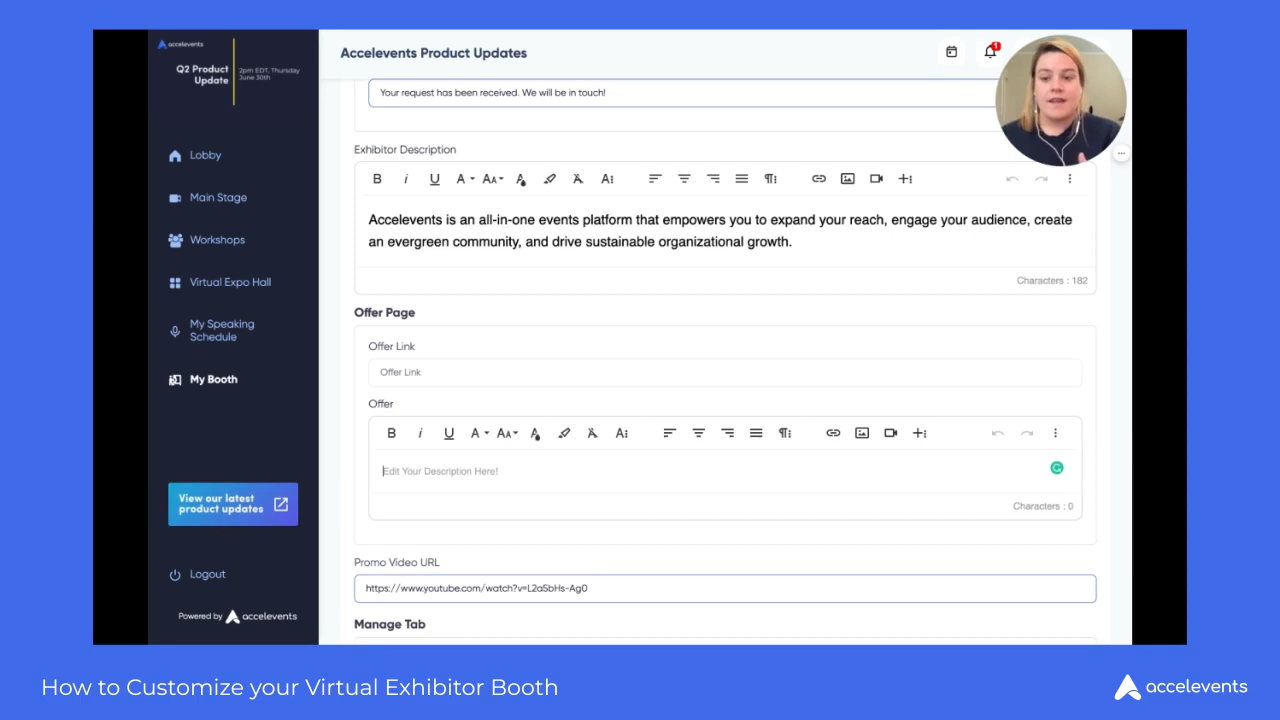 accelevents
Q2 Product
Update
2pm EDT, Thursday
June 30th
Lobby
Main Stage
Workshops
Virtual Expo Hall
My Speaking
Schedule
My Booth
View our latest
product updates
Logout
Powered by accelevents
Accelevents Product Updates
1
Your request has been received. We will be in touch!
Exhibitor Description
B i U A AA A A:
Accelevents is an all-in-one events platform that empowers you to expand your reach, engage your audience, create
an evergreen community, and drive sustainable organizational growth.
Characters : 182
Offer Page
Offer Link
Offer Link
Offer
B i U A AA A A:
Edit Your Description Here!
Characters : 0
Promo Video URL
https://www.youtube.com/watch?v=L2a5bHs-Ag0
Manage Tab
How to Customize your Virtual Exhibitor Booth
accelevents